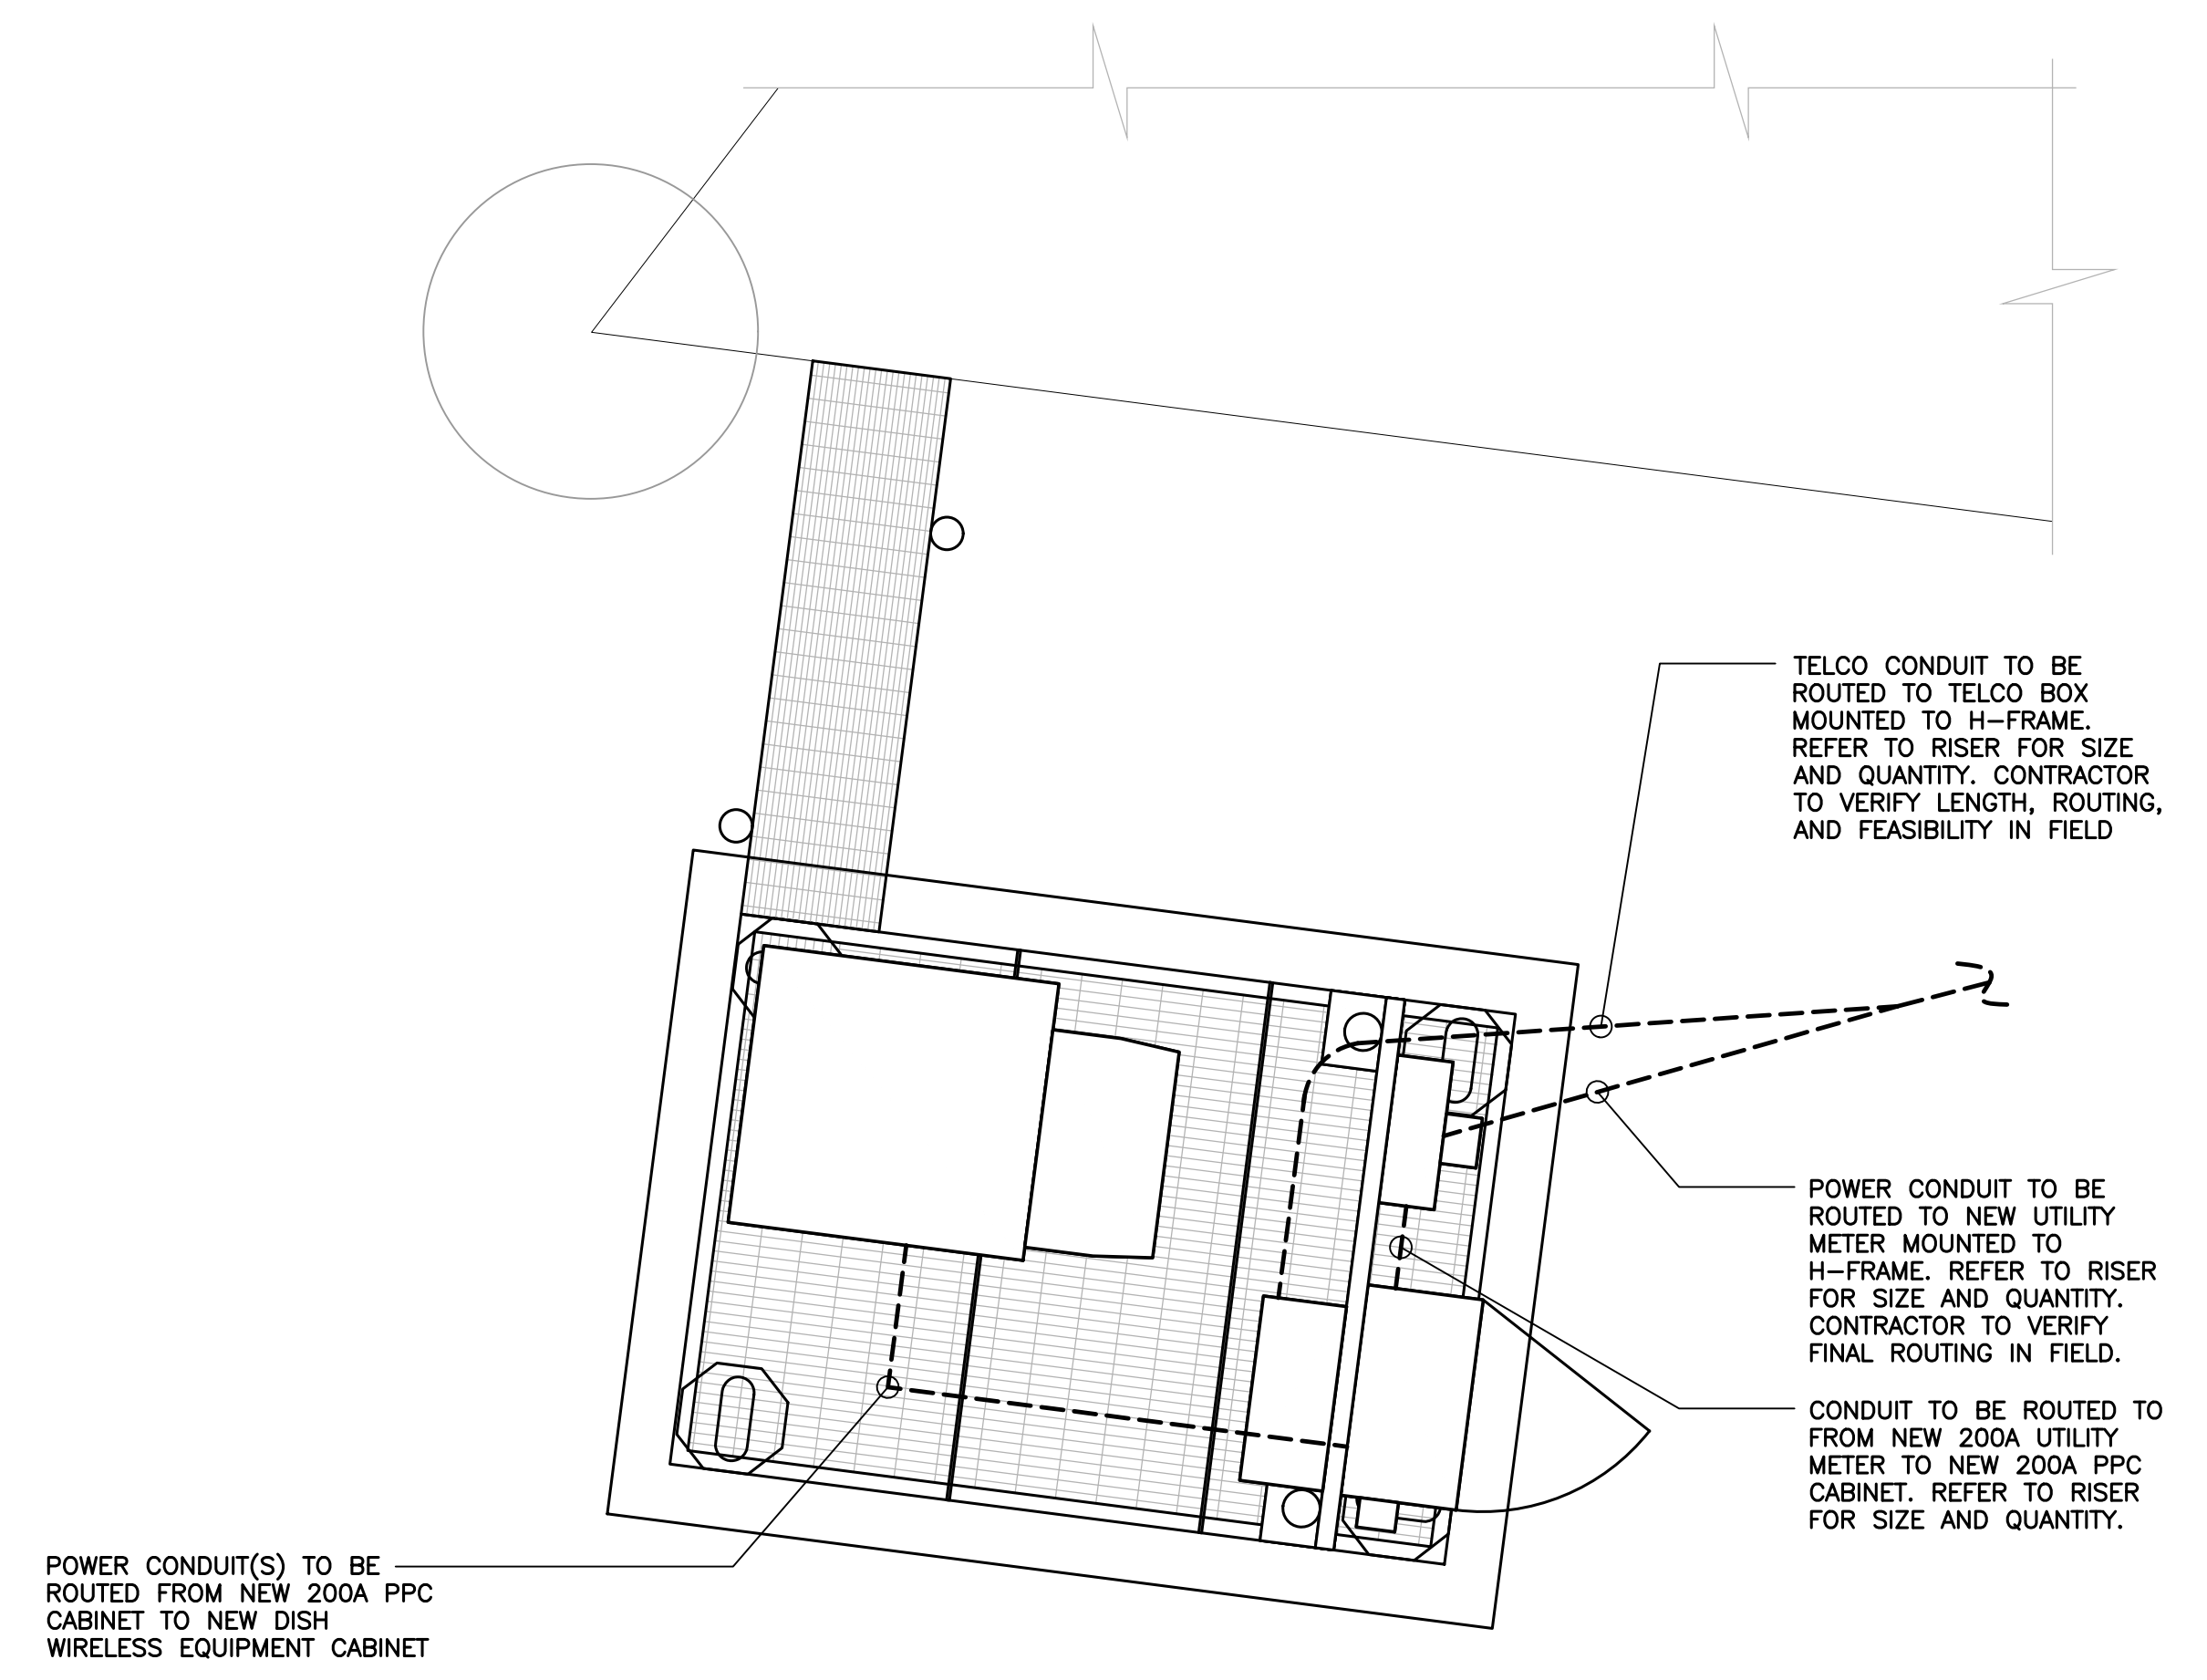 TELCO CONDUIT TO BE
ROUTED TO TELCO BOX
MOUNTED TO H-FRAME.
REFER TO RISER FOR SIZE
AND QUANTITY. CONTRACTOR
TO VERIFY LENGTH, ROUTING,
AND FEASIBILITY IN FIELD
POWER CONDUIT TO BE
ROUTED TO NEW UTILITY
METER MOUNTED TO
H-FRAME. REFER TO RISER
FOR SIZE AND QUANTITY.
CONTRACTOR TO VERIFY
FINAL ROUTING IN FIELD.
CONDUIT TO BE ROUTED TO
FROM NEW 200A UTILITY
METER TO NEW 200A PPC
CABINET. REFER TO RISER
FOR SIZE AND QUANTITY.
POWER CONDUIT(S) TO BE
ROUTED FROM NEW 200A PPC
CABINET TO NEW DISH
WIRELESS EQUIPMENT CABINET